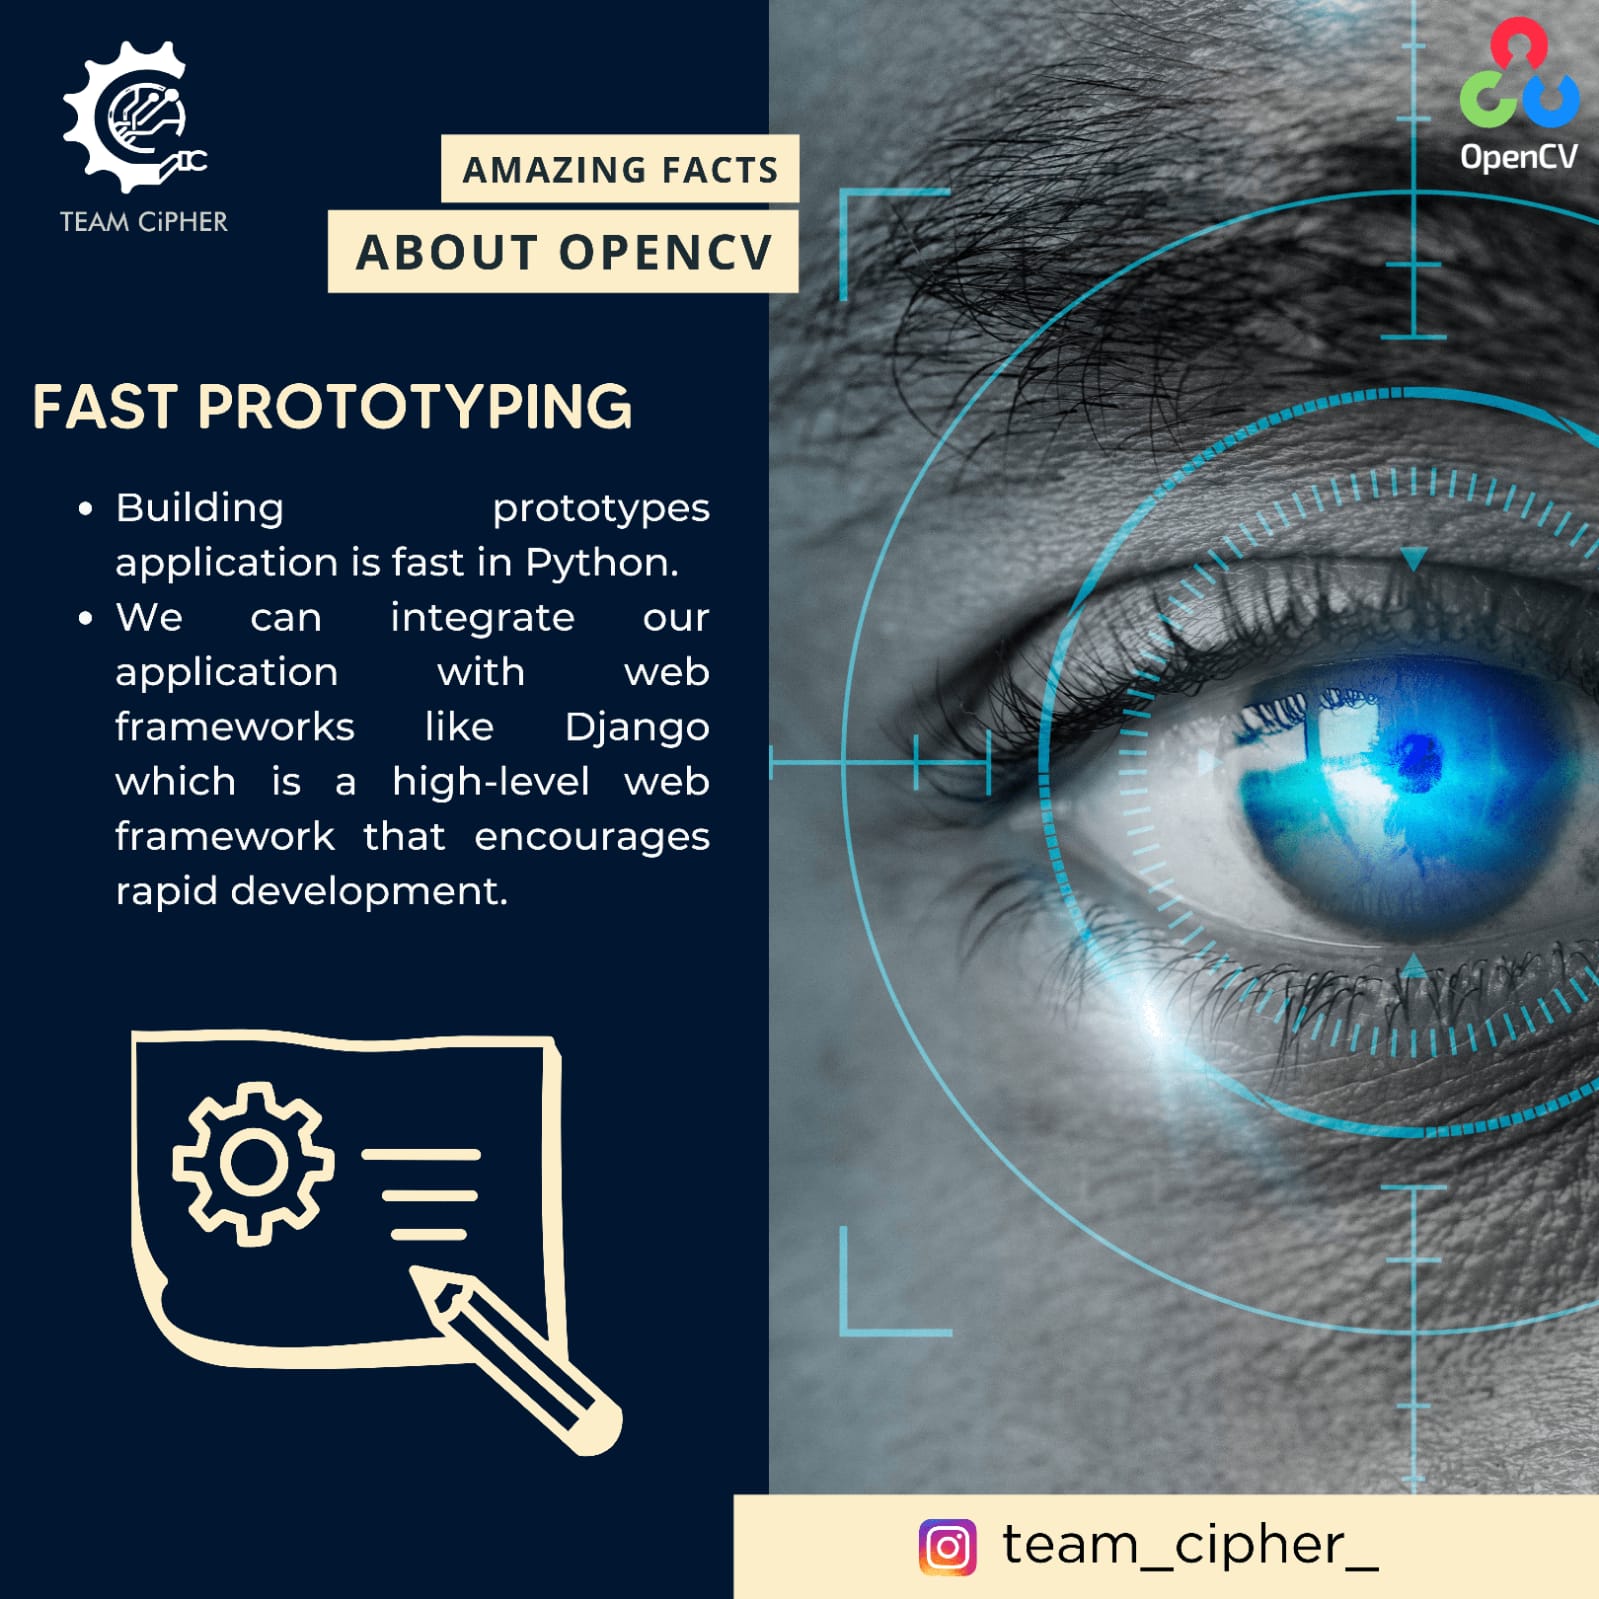 TEAM CiPHER
OpenCV
AMAZING FACTS
ABOUT OPENCV
FAST PROTOTYPING
• Building prototypes
application is fast in Python.
• We can integrate our
application with web
frameworks like Django
which is a high-level web
framework that encourages
rapid development.
team_cipher_